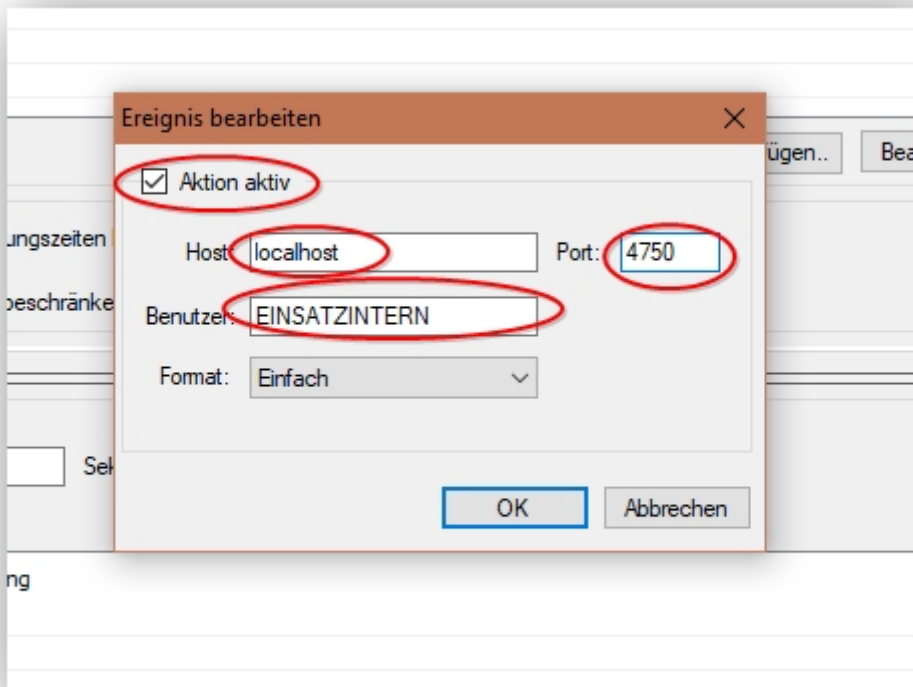 Ereignis bearbeiten
ügen.. Bea
Aktion aktiv
ungszeiten
Host: localhost Port: 4750
beschränke
Benutzer: EINSATZINTERN
Format: Einfach
Sek
OK Abbrechen
ng